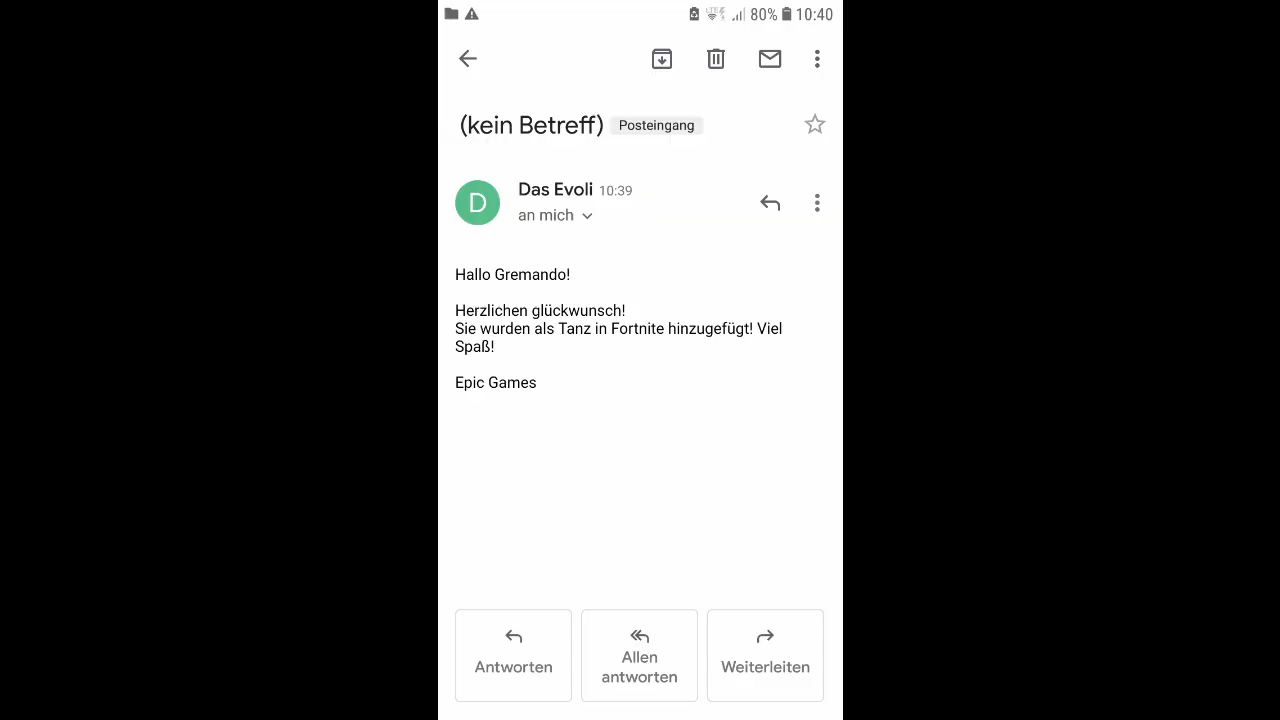 80% 10:40
(kein Betreff) Posteingang
D
Das Evoli 10:39
an mich
Hallo Gremando!
Herzlichen glückwunsch!
Sie wurden als Tanz in Fortnite hinzugefügt! Viel
Spaß!
Epic Games
Antworten
Allen
antworten
Weiterleiten